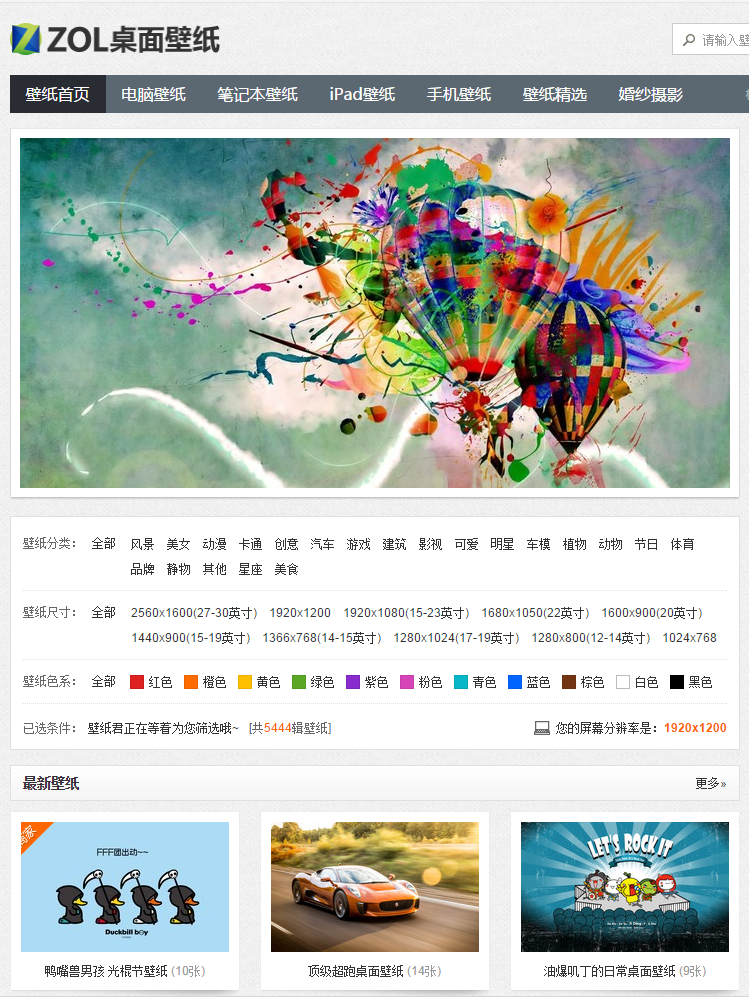 ZOL桌面壁纸
请输入壁
壁纸首页 电脑壁纸 笔记本壁纸 iPad壁纸 手机壁纸 壁纸精选 婚纱摄影
壁纸分类： 全部 风景 美女 动漫 卡通 创意 汽车 游戏 建筑 影视 可爱 明星 车模 植物 动物 节日 体育
品牌 静物 其他 星座 美食
壁纸尺寸： 全部 2560x1600(27-30英寸) 1920x1200 1920x1080(15-23英寸) 1680x1050(22英寸) 1600x900(20英寸)
1440x900(15-19英寸) 1366x768(14-15英寸) 1280x1024(17-19英寸) 1280x800(12-14英寸) 1024x768
壁纸色系： 全部 红色 橙色 黄色 绿色 紫色 粉色 青色 蓝色 棕色 白色 黑色
已选条件： 壁纸君正在等着为您筛选哦~ [共5444辑壁纸] 您的屏幕分辨率是：1920x1200
最新壁纸 更多»
FFF团出动~~
Duckbill boy
LET'S ROCK IT
鸭嘴兽男孩 光棍节壁纸 (10张) 顶级超跑桌面壁纸 (14张) 油爆叽丁的日常桌面壁纸 (9张)